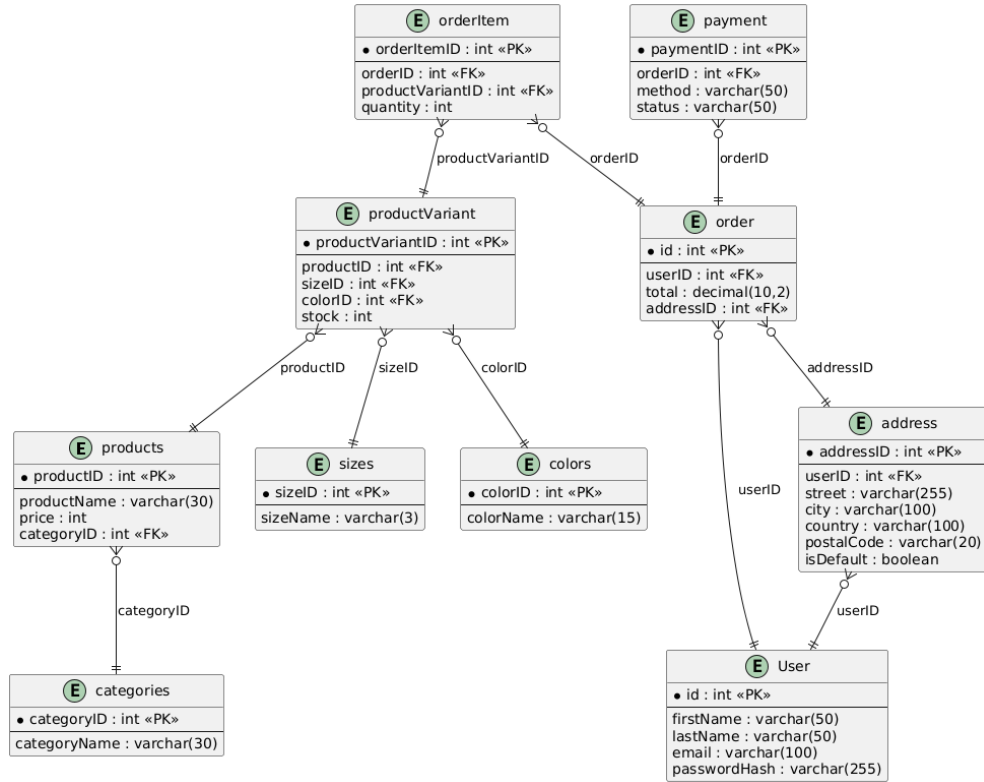 E orderItem
• orderItemID : int «PK»
orderID : int «FK»
productVariantID : int «FK»
quantity : int
E payment
• paymentID : int «PK»
orderID : int «FK»
method : varchar(50)
status : varchar(50)
productVariantID
orderID
orderID
E productVariant
• productVariantID : int «PK»
productID : int «FK»
sizeID : int «FK»
colorID : int «FK»
stock : int
E order
• id : int «PK»
userID : int «FK»
total : decimal(10,2)
addressID : int «FK»
productID
sizeID
colorID
addressID
E products
• productID : int «PK»
productName : varchar(30)
price : int
categoryID : int «FK»
E sizes
• sizeID : int «PK»
sizeName : varchar(3)
E colors
• colorID : int «PK»
colorName : varchar(15)
userID
E address
• addressID : int «PK»
userID : int «FK»
street : varchar(255)
city : varchar(100)
country : varchar(100)
postalCode : varchar(20)
isDefault : boolean
categoryID
userID
E categories
• categoryID : int «PK»
categoryName : varchar(30)
E User
• id : int «PK»
firstName : varchar(50)
lastName : varchar(50)
email : varchar(100)
passwordHash : varchar(255)